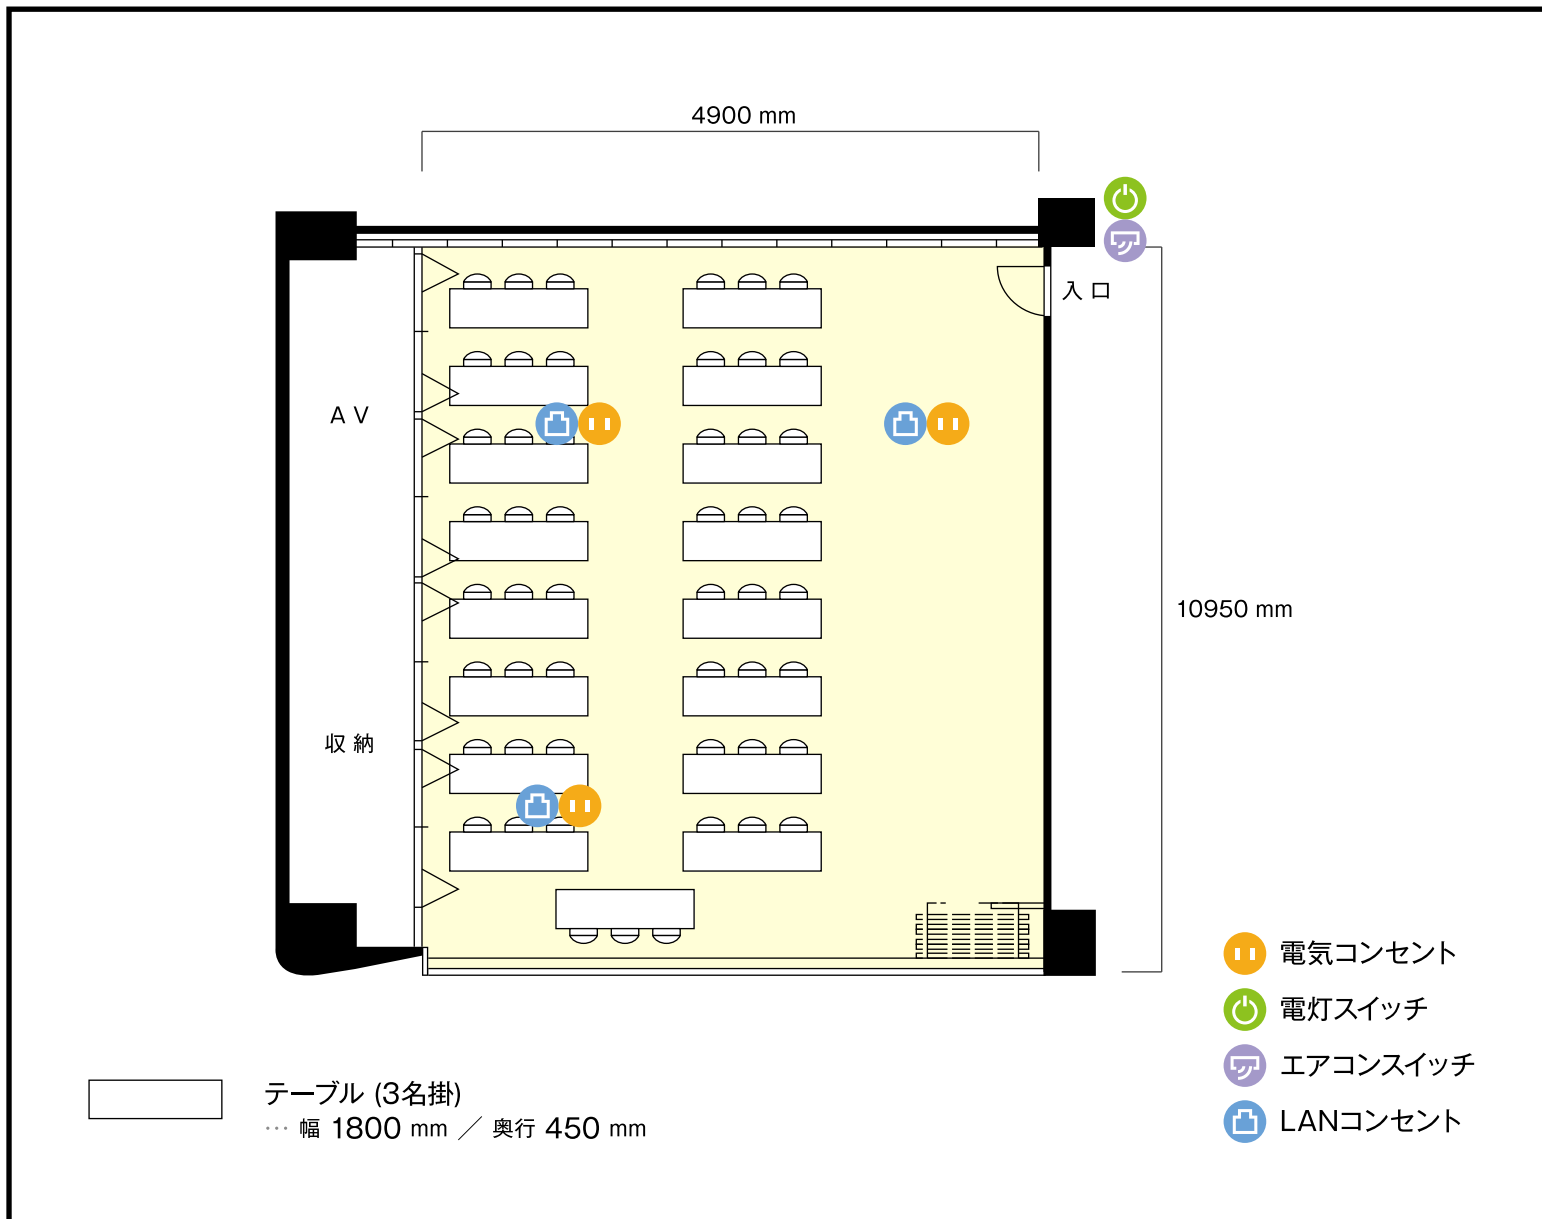 4900 mm
入口
AV
10950 mm
収納
電気コンセント
電灯スイッチ
エアコンスイッチ
LANコンセント
テーブル (3名掛)
… 幅 1800 mm ／ 奥行 450 mm